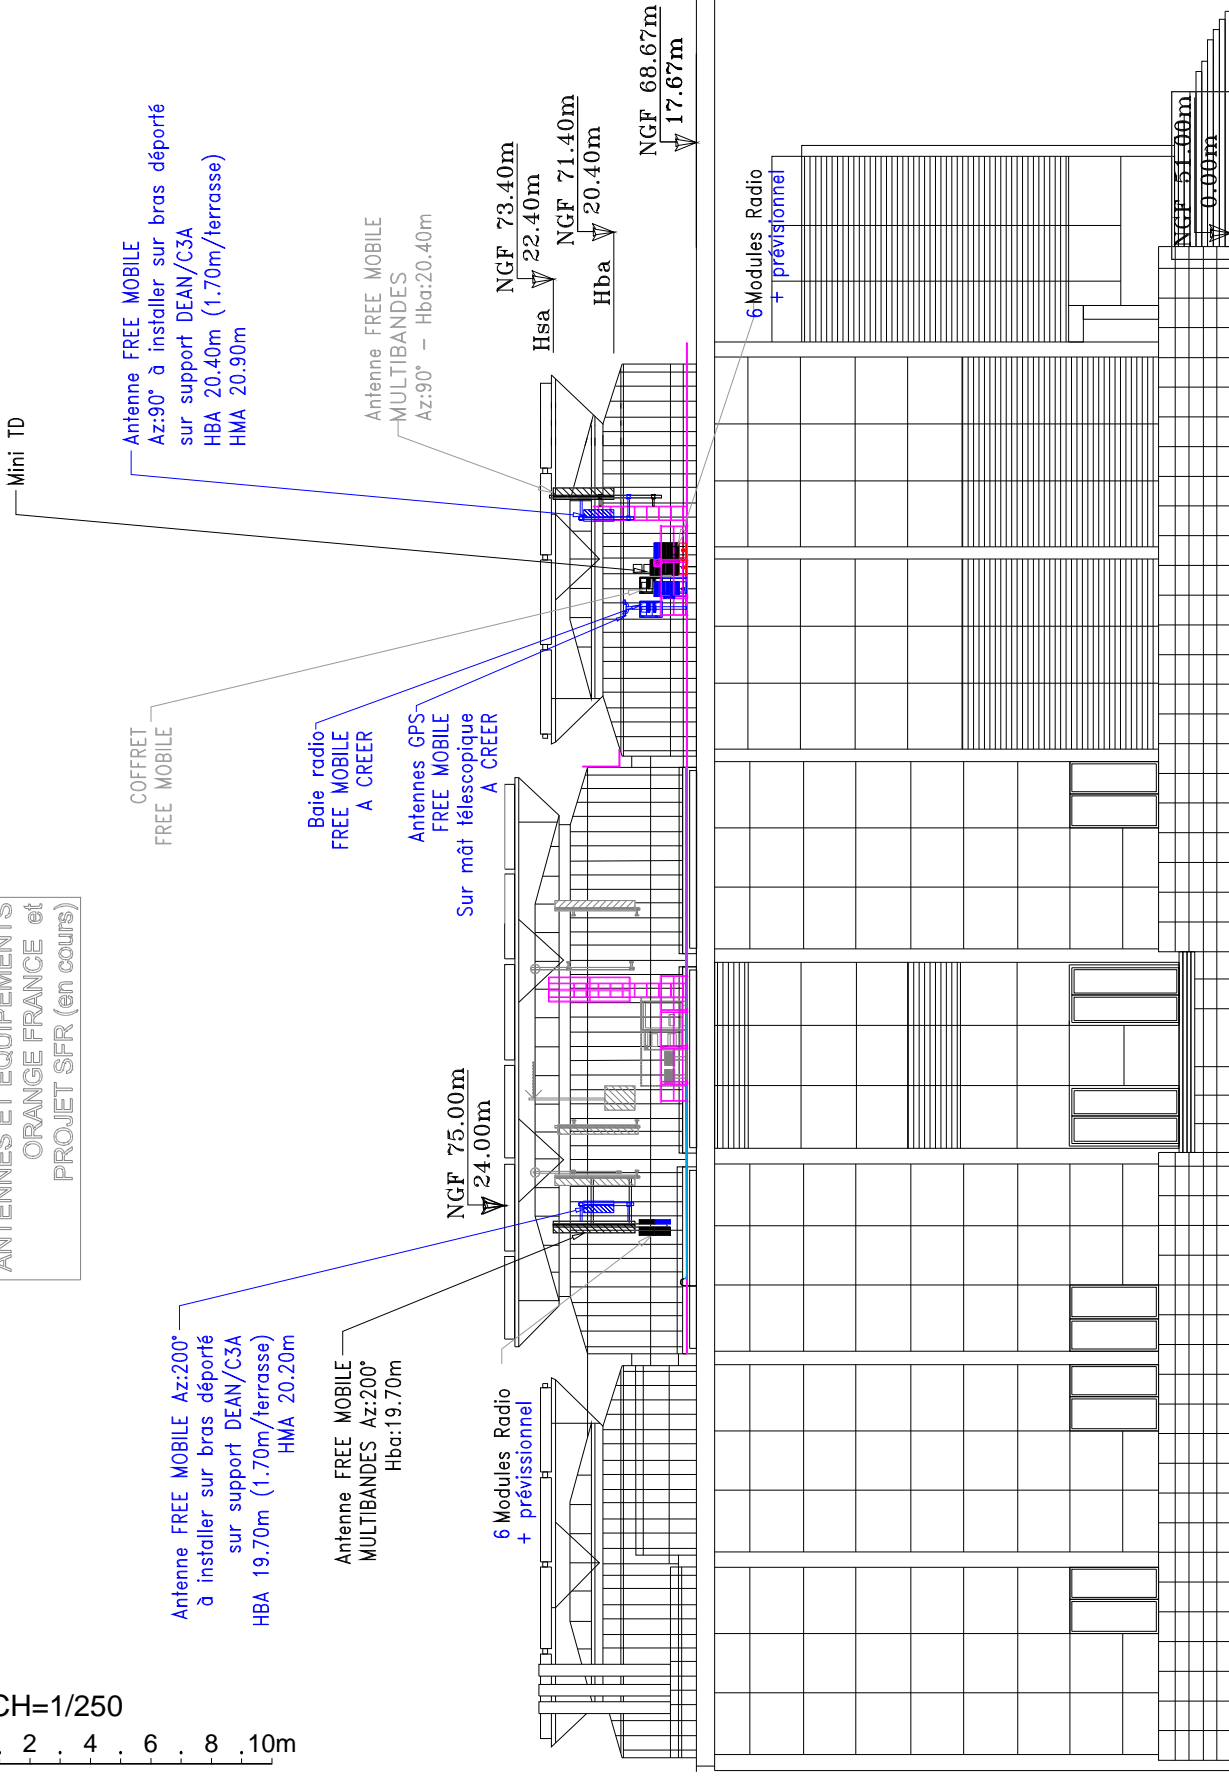 Mini TD
Antenne FREE MOBILE
Az:90° à installer sur bras déporté
sur support DEAN/C3A
HBA 20.40m (1.70m/terrasse)
HMA 20.90m
Antenne FREE MOBILE
MULTIBANDES
Az:90° – Hba:20.40m
NGF 73.40m
22.40m
Hsa
NGF 71.40m
20.40m
Hba
NGF 68.67m
17.67m
6 Modules Radio
+ prévisionnel
NGF 51.00m
0.00m
COFFRET
FREE MOBILE
Baie radio
FREE MOBILE
A CREER
Antennes GPS
FREE MOBILE
Sur mât télescopique
A CREER
ANTENNES ET EQUIPEMENTS
ORANGE FRANCE et
PROJET SFR (en cours)
NGF 75.00m
24.00m
Antenne FREE MOBILE Az:200°
à installer sur bras déporté
sur support DEAN/C3A
HBA 19.70m (1.70m/terrasse)
HMA 20.20m
Antenne FREE MOBILE
MULTIBANDES Az:200°
Hba:19.70m
6 Modules Radio
+ prévissionnel
CH=1/250
2 4 6 8 10m